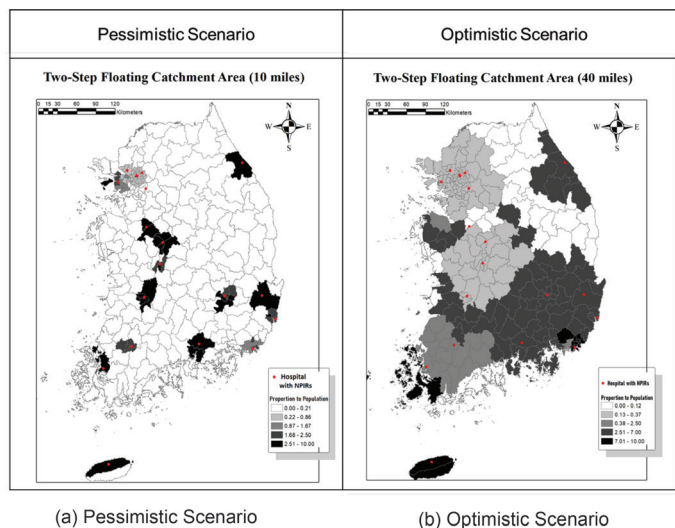 Pessimistic Scenario
Optimistic Scenario
Two-Step Floating Catchment Area (10 miles)
0 15 30 60 90 120
Kilometers
N
W E
S
Hospital
with NPIRs
Proportion to Population
0.00 - 0.21
0.22 - 0.86
0.87 - 1.67
1.68 - 2.50
2.51 - 10.00
Two-Step Floating Catchment Area (40 miles)
0 15 30 60 90 120
Kilometers
N
W E
S
Hospital with NPIRs
Proportion to Population
0.00 - 0.12
0.13 - 0.37
0.38 - 2.50
2.51 - 7.00
7.01 - 10.00
(a) Pessimistic Scenario
(b) Optimistic Scenario